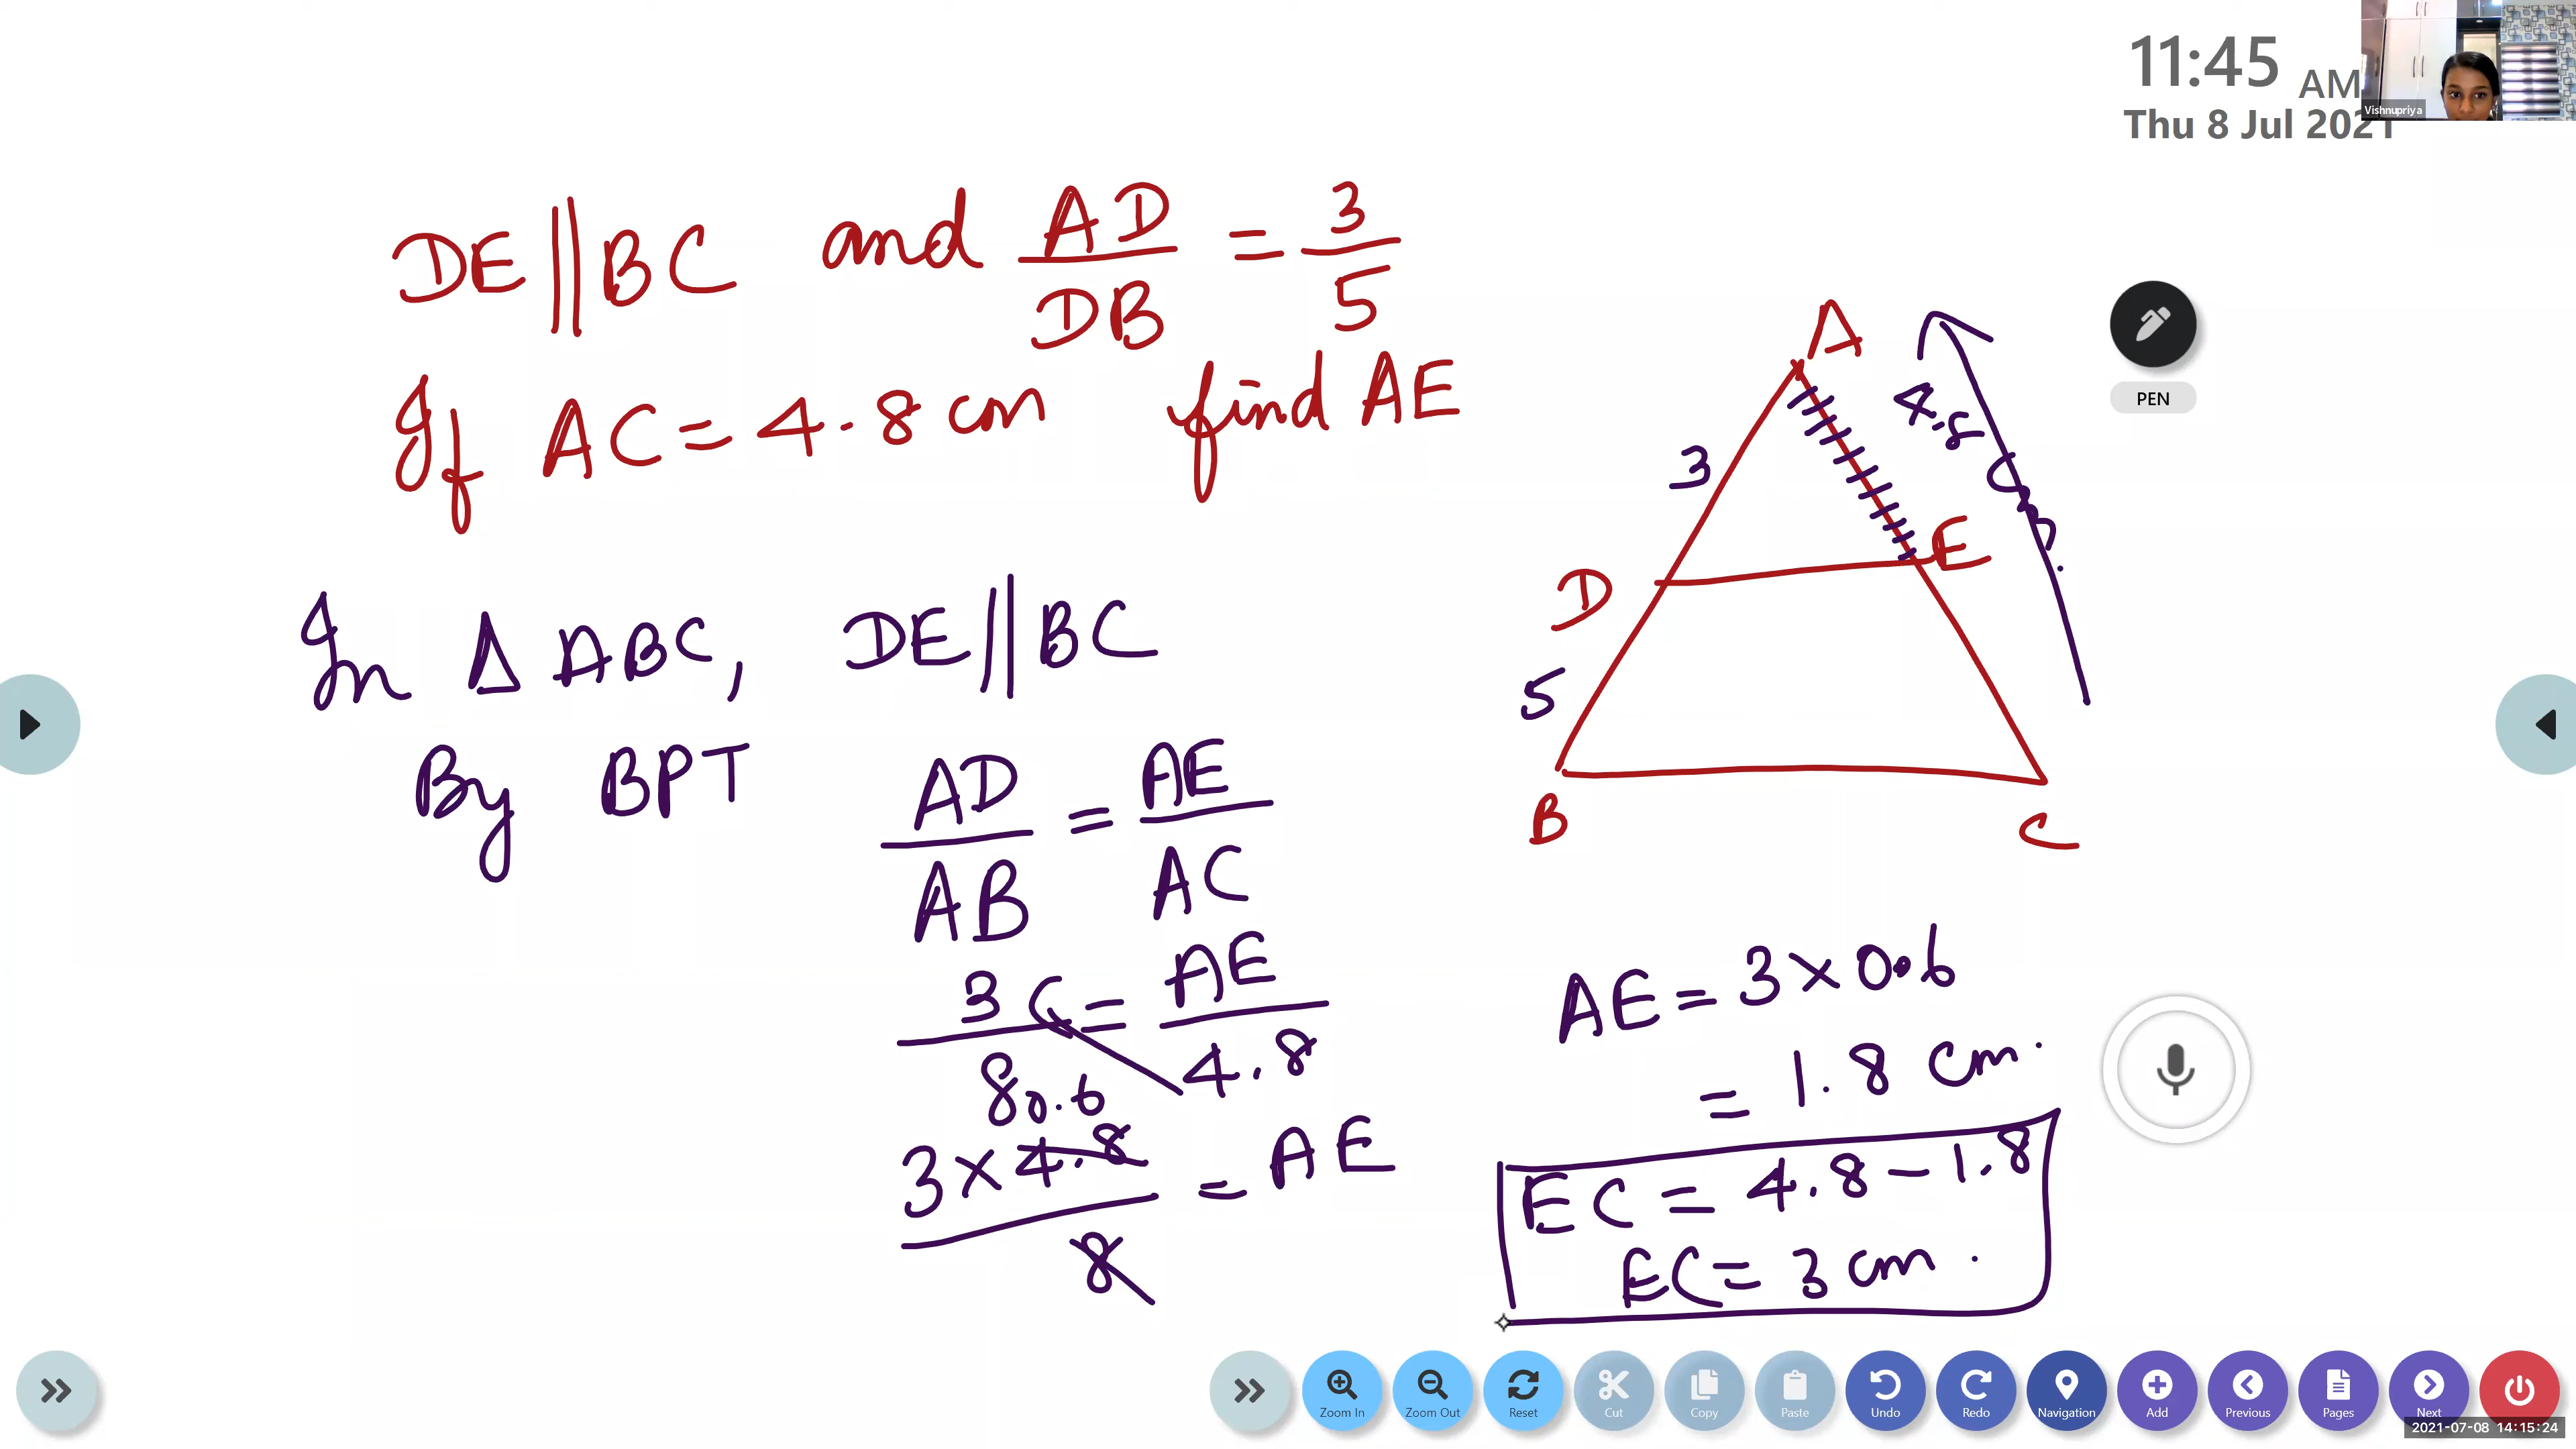 11:45 AM
Thu 8 Jul 2021
Vishnupriya
DE || BC and AD/DB = 3/5
If AC = 4.8 cm find AE
PEN
A
3
4.8 cm.
D
E
5
B
C
In Δ ABC, DE || BC
By BPT AD/AB = AE/AC
3/8 = AE/4.8
0.6
3 × 4.8/8 = AE
AE = 3 × 0.6
= 1.8 cm.
EC = 4.8 – 1.8
EC = 3 cm.
Zoom In
Zoom Out
Reset
Cut
Copy
Paste
Undo
Redo
Navigation
Add
Previous
Pages
Next
2021-07-08 14:15:24